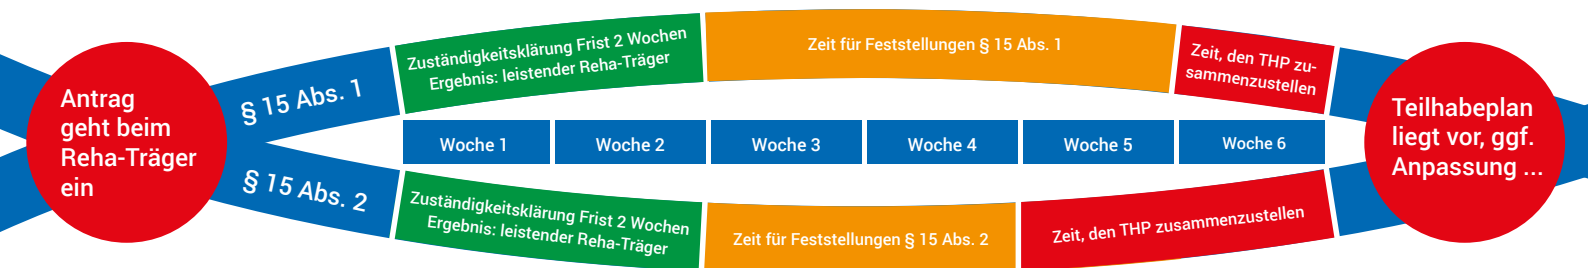 Antrag
geht beim
Reha-Träger
ein
§ 15 Abs. 1
Zuständigkeitsklärung Frist 2 Wochen
Ergebnis: leistender Reha-Träger
Zeit für Feststellungen § 15 Abs. 1
Zeit, den THP zu-
sammenzustellen
Woche 1
Woche 2
Woche 3
Woche 4
Woche 5
Woche 6
§ 15 Abs. 2
Zuständigkeitsklärung Frist 2 Wochen
Ergebnis: leistender Reha-Träger
Zeit für Feststellungen § 15 Abs. 2
Zeit, den THP zusammenzustellen
Teilhabeplan
liegt vor, ggf.
Anpassung ...